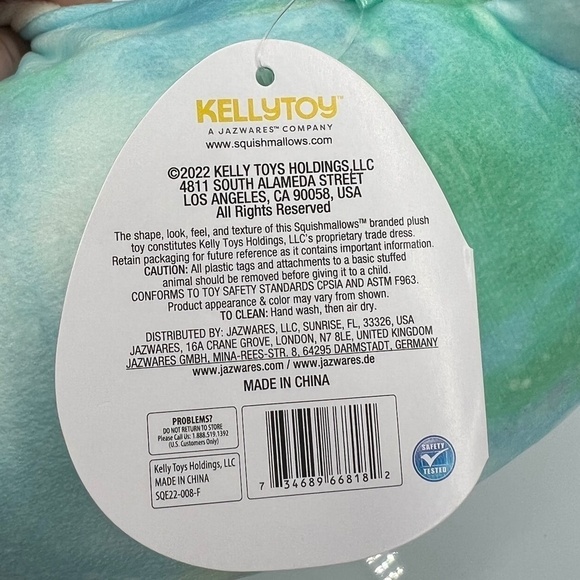 KELLYTOY™
A JAZWARES™ COMPANY
www.squishmallows.com
©2022 KELLY TOYS HOLDINGS,LLC
4811 SOUTH ALAMEDA STREET
LOS ANGELES, CA 90058, USA
All Rights Reserved
The shape, look, feel, and texture of this Squishmallows™ branded plush
toy constitutes Kelly Toys Holdings, LLC's proprietary trade dress.
Retain packaging for future reference as it contains important information.
CAUTION: All plastic tags and attachments to a basic stuffed
animal should be removed before giving it to a child.
CONFORMS TO TOY SAFETY STANDARDS CPSIA AND ASTM F963.
Product appearance & color may vary from shown.
TO CLEAN: Hand wash, then air dry.
DISTRIBUTED BY: JAZWARES, LLC, SUNRISE, FL, 33326, USA
JAZWARES, 16A CRANE GROVE, LONDON, N7 8LE, UNITED KINGDOM
JAZWARES GMBH, MINA-REES-STR. 8, 64295 DARMSTADT, GERMANY
www.jazwares.com / www.jazwares.de
MADE IN CHINA
PROBLEMS?
DO NOT RETURN TO STORE
Please Call Us: 1.888.519.1392
(U.S. Customers Only)
Kelly Toys Holdings, LLC
MADE IN CHINA
SQE22-008-F
7 34689 66818 2
SAFETY
TESTED